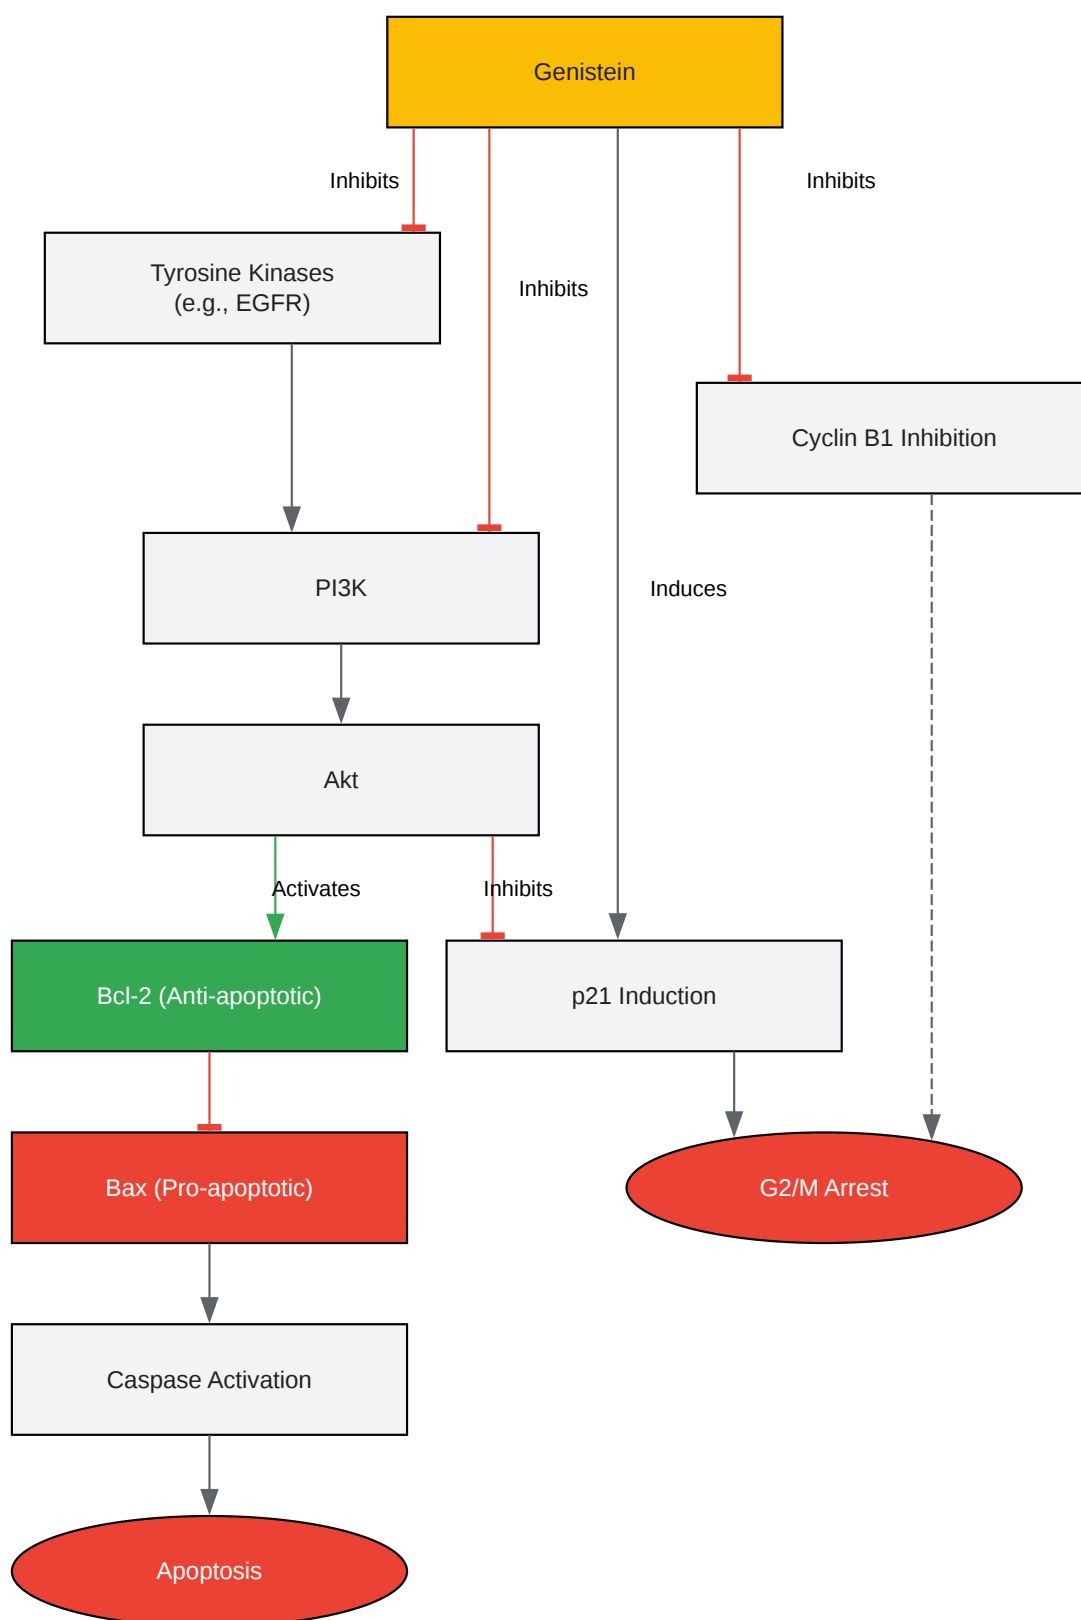 Genistein
Inhibits
Inhibits
Tyrosine Kinases
(e.g., EGFR)
Inhibits
Cyclin B1 Inhibition
PI3K
Induces
Akt
Activates
Inhibits
Bcl-2 (Anti-apoptotic)
p21 Induction
Bax (Pro-apoptotic)
G2/M Arrest
Caspase Activation
Apoptosis